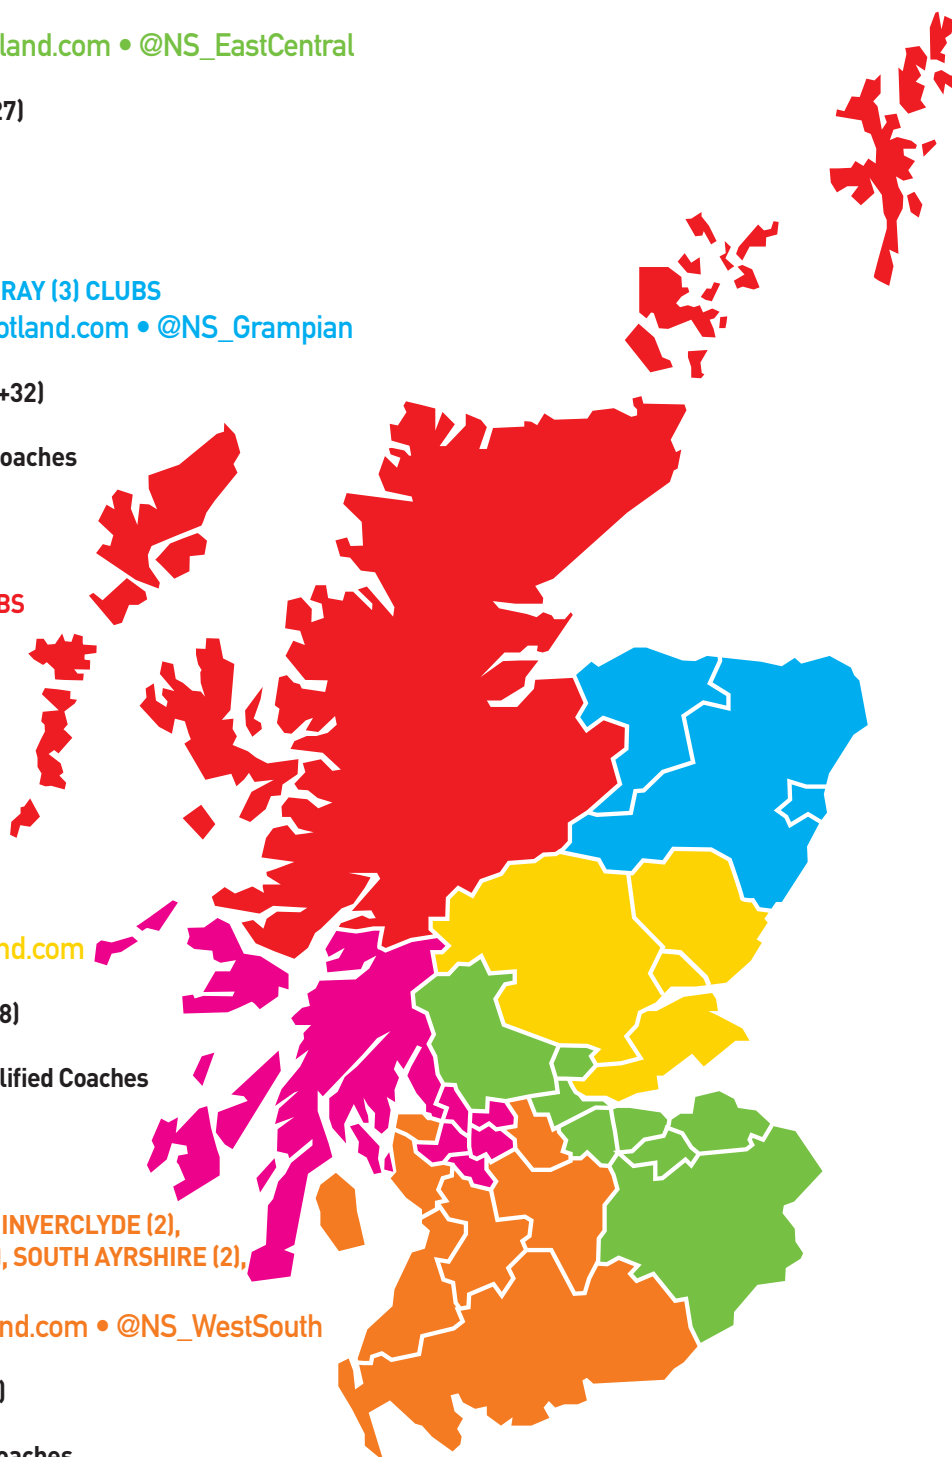 land.com • @NS_EastCentral
27)
RAY (3) CLUBS
otland.com • @NS_Grampian
+32)
oaches
BS
nd.com
8)
lified Coaches
INVERCLYDE (2),
), SOUTH AYRSHIRE (2),
nd.com • @NS_WestSouth
)
oaches